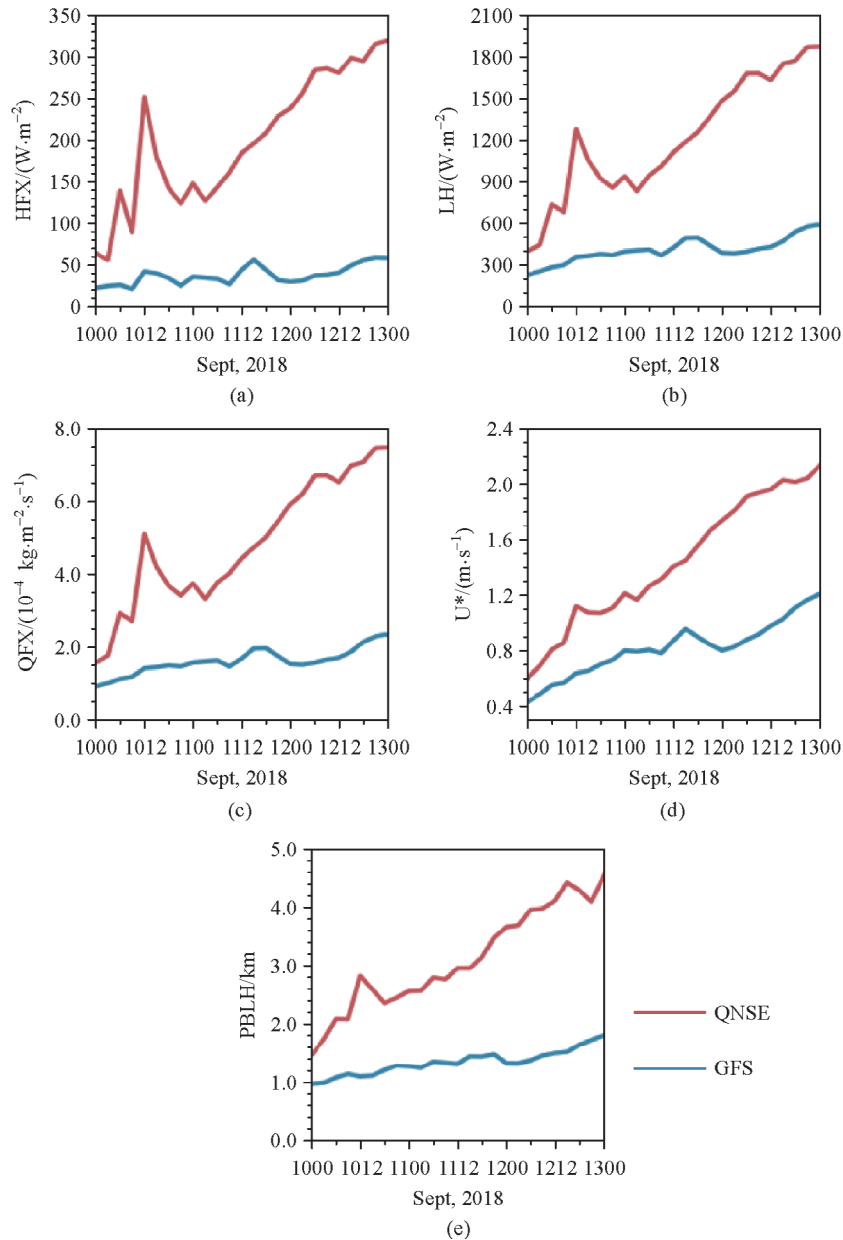 HFX/(W·m⁻²)
350
300
250
200
150
100
50
0
1000 1012 1100 1112 1200 1212 1300
Sept, 2018
(a)
LH/(W·m⁻²)
2100
1800
1500
1200
900
600
300
0
1000 1012 1100 1112 1200 1212 1300
Sept, 2018
(b)
QFX/(10⁻⁴ kg·m⁻²·s⁻¹)
8.0
6.0
4.0
2.0
0.0
1000 1012 1100 1112 1200 1212 1300
Sept, 2018
(c)
U*/(m·s⁻¹)
2.4
2.0
1.6
1.2
0.8
0.4
1000 1012 1100 1112 1200 1212 1300
Sept, 2018
(d)
PBLH/km
5.0
4.0
3.0
2.0
1.0
0.0
1000 1012 1100 1112 1200 1212 1300
Sept, 2018
(e)
QNSE
GFS